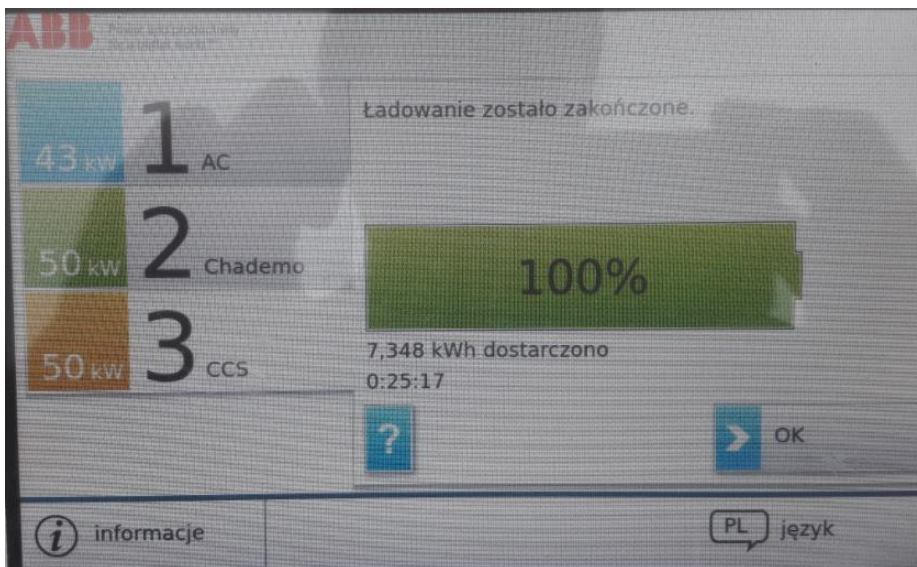 ABB
43 kW 1 AC
50 kW 2 Chademo
50 kW 3 CCS
Ładowanie zostało zakończone.
100%
7,348 kWh dostarczono
0:25:17
?
OK
i informacje
PL język